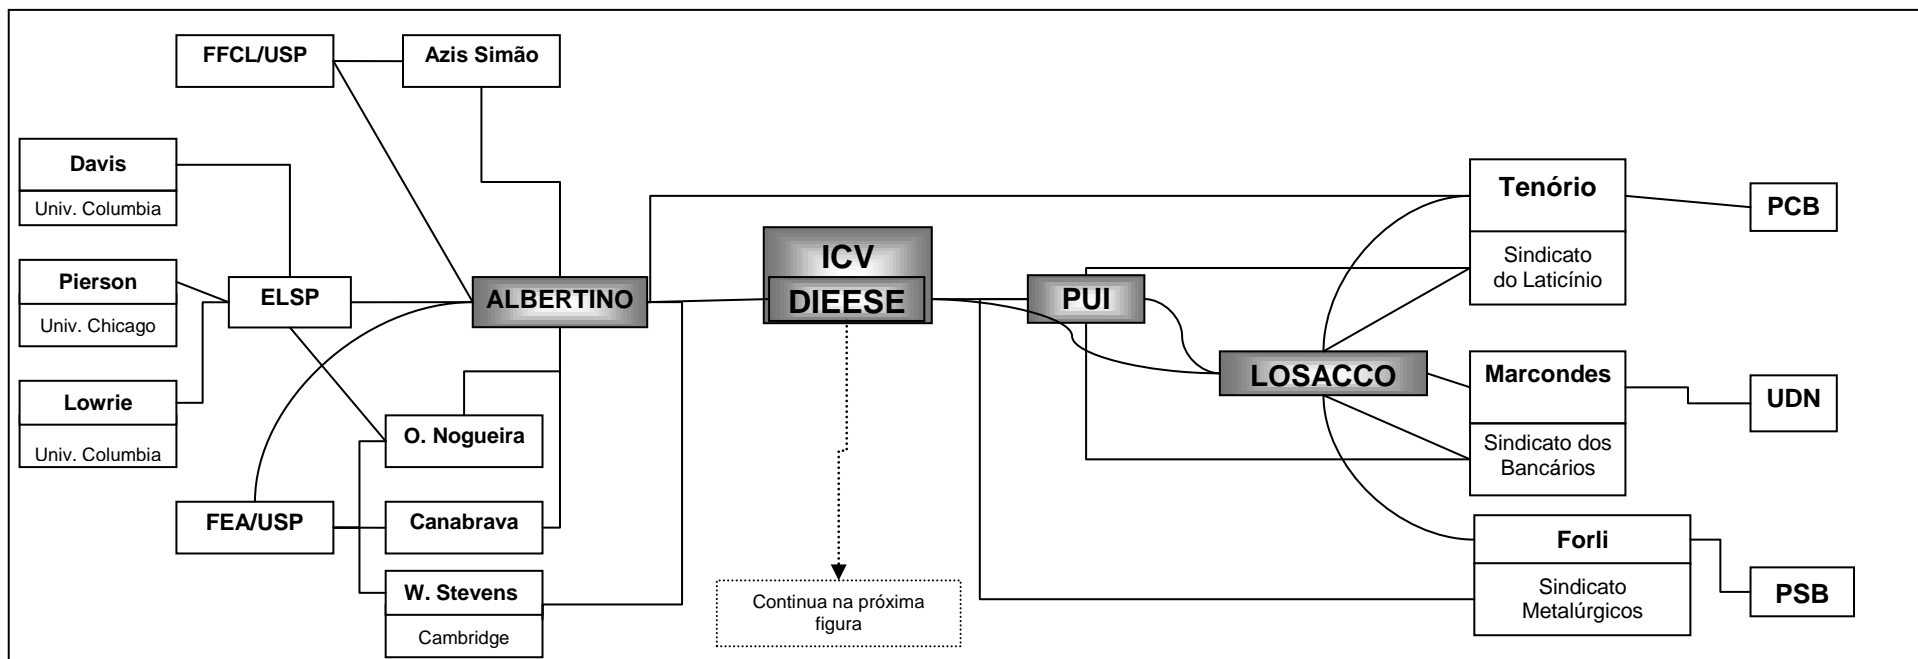 FFCL/USP
Azis Simão
Davis
Univ. Columbia
Pierson
Univ. Chicago
ELSP
Lowrie
Univ. Columbia
ALBERTINO
O. Nogueira
FEA/USP
Canabrava
W. Stevens
Cambridge
ICV
DIEESE
Continua na próxima
figura
PUI
LOSACCO
Tenório
Sindicato
do Laticínio
PCB
Marcondes
Sindicato dos
Bancários
UDN
Forli
Sindicato
Metalúrgicos
PSB